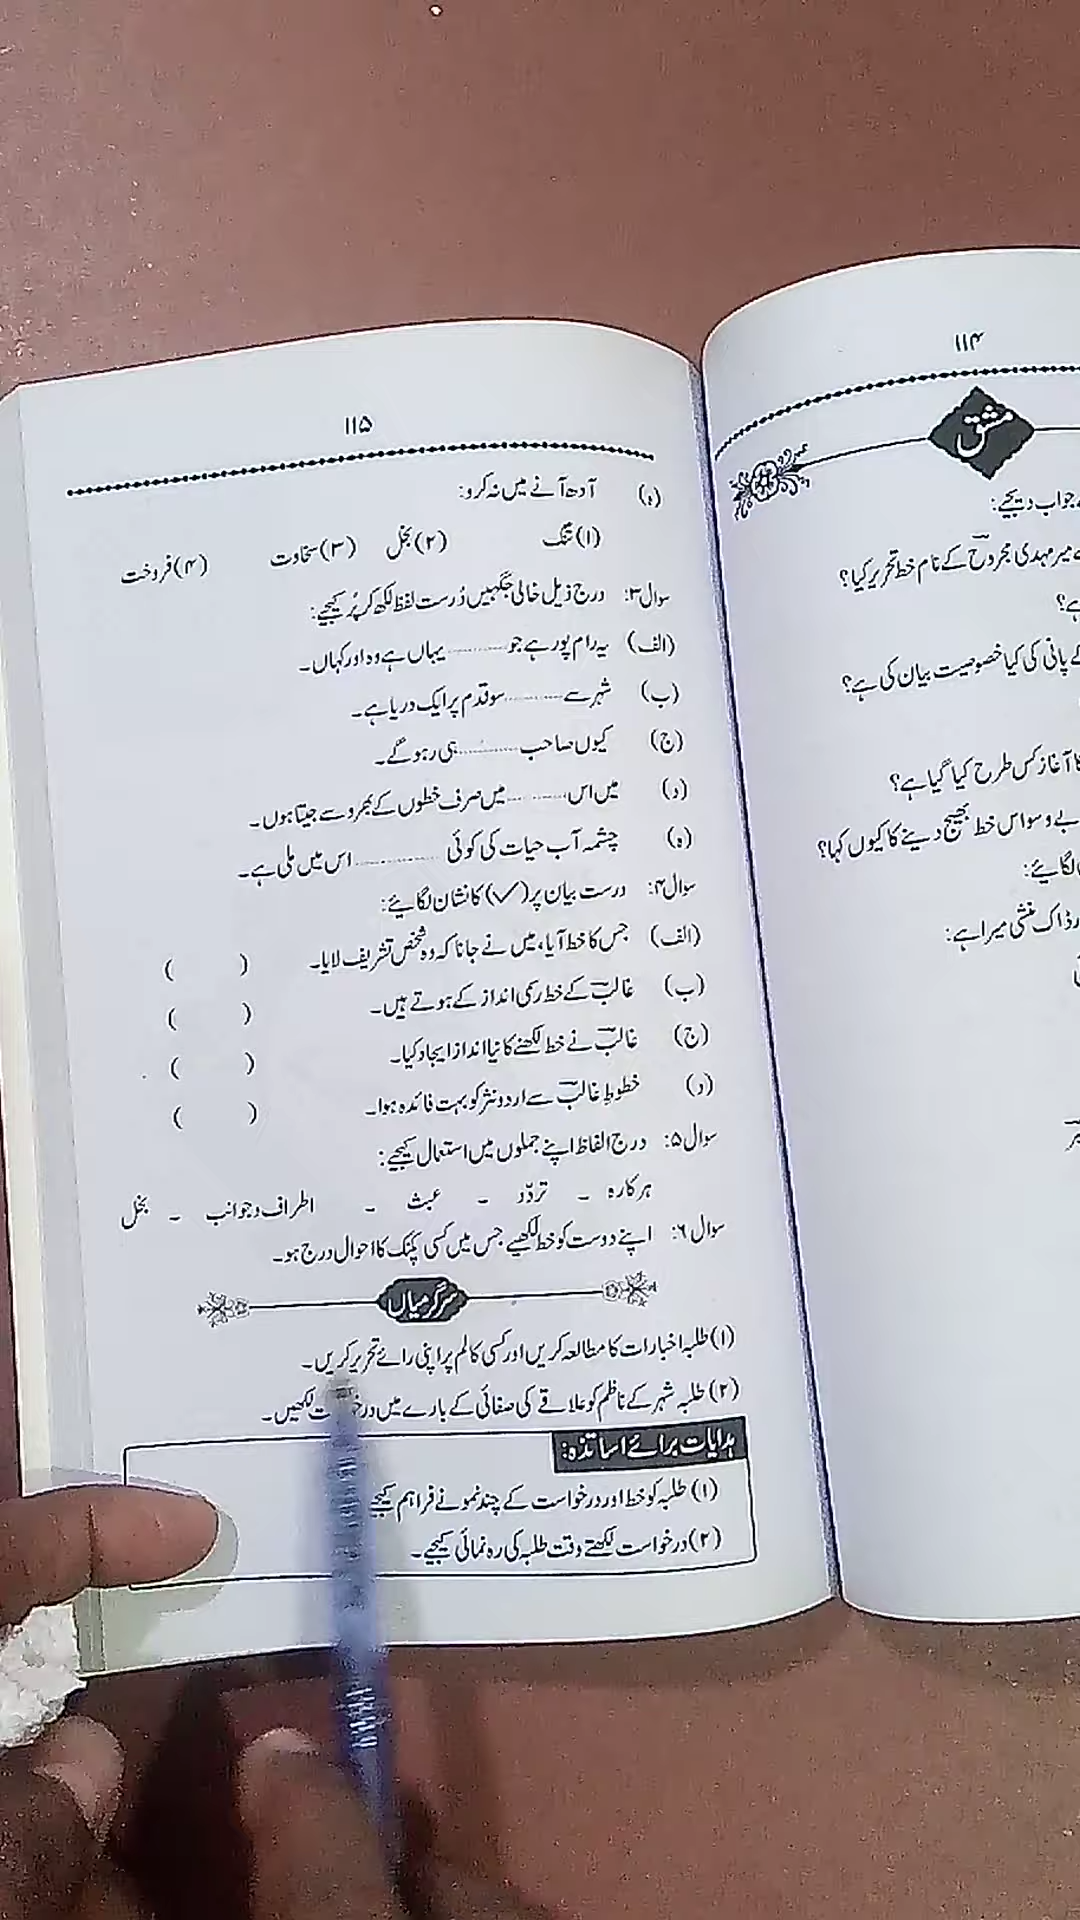 ۱۱۴
مشق
جواب دیجیے:
میر مہدی مجروح کے نام خط تحریر کیا؟
ہے؟
کے پانی کی کیا خصوصیت بیان کی ہے؟
کا آغاز کس طرح کیا گیا ہے؟
بے وسواس خط بھیج دینے کا کیوں کہا؟
لگائیے:
ڈاک منشی میرا ہے:
۱۱۵
(ہ) آدھ آنے میں نہ کرو:
(۱) تنگ (۲) بخل (۳) سخاوت (۴) فروخت
سوال ۳: درج ذیل خالی جگہیں دُرست لفظ لکھ کر پُر کیجیے:
(الف) یہ رام پور ہے جو ........... یہاں ہے وہ اور کہاں۔
(ب) شہر سے ........... سو قدم پر ایک دریا ہے۔
(ج) کیوں صاحب ........... ہی رہو گے۔
(د) میں اس ........... میں صرف خطوں کے بھروسے جیتا ہوں۔
(ہ) چشمہ آب حیات کی کوئی ........... اس میں ملی ہے۔
سوال ۴: درست بیان پر (✓) کا نشان لگائیے:
(الف) جس کا خط آیا، میں نے جانا کہ وہ شخص تشریف لایا۔ ( )
(ب) غالبؔ کے خط رسمی انداز کے ہوتے ہیں۔ ( )
(ج) غالبؔ نے خط لکھنے کا نیا انداز ایجاد کیا۔ ( )
(د) خطوطِ غالبؔ سے اردو نثر کو بہت فائدہ ہوا۔ ( )
سوال ۵: درج الفاظ اپنے جملوں میں استعمال کیجیے:
ہرکارہ - تردّد - عبث - اطراف و جوانب - بخل
سوال ۶: اپنے دوست کو خط لکھیے جس میں کسی پکنک کا احوال درج ہو۔
سرگرمیاں
(۱) طلبہ اخبارات کا مطالعہ کریں اور کسی کالم پر اپنی رائے تحریر کریں۔
(۲) طلبہ شہر کے ناظم کو علاقے کی صفائی کے بارے میں درخواست لکھیں۔
ہدایات برائے اساتذہ:
(۱) طلبہ کو خط اور درخواست کے چند نمونے فراہم کیجیے
(۲) درخواست لکھتے وقت طلبہ کی رہ نمائی کیجیے۔